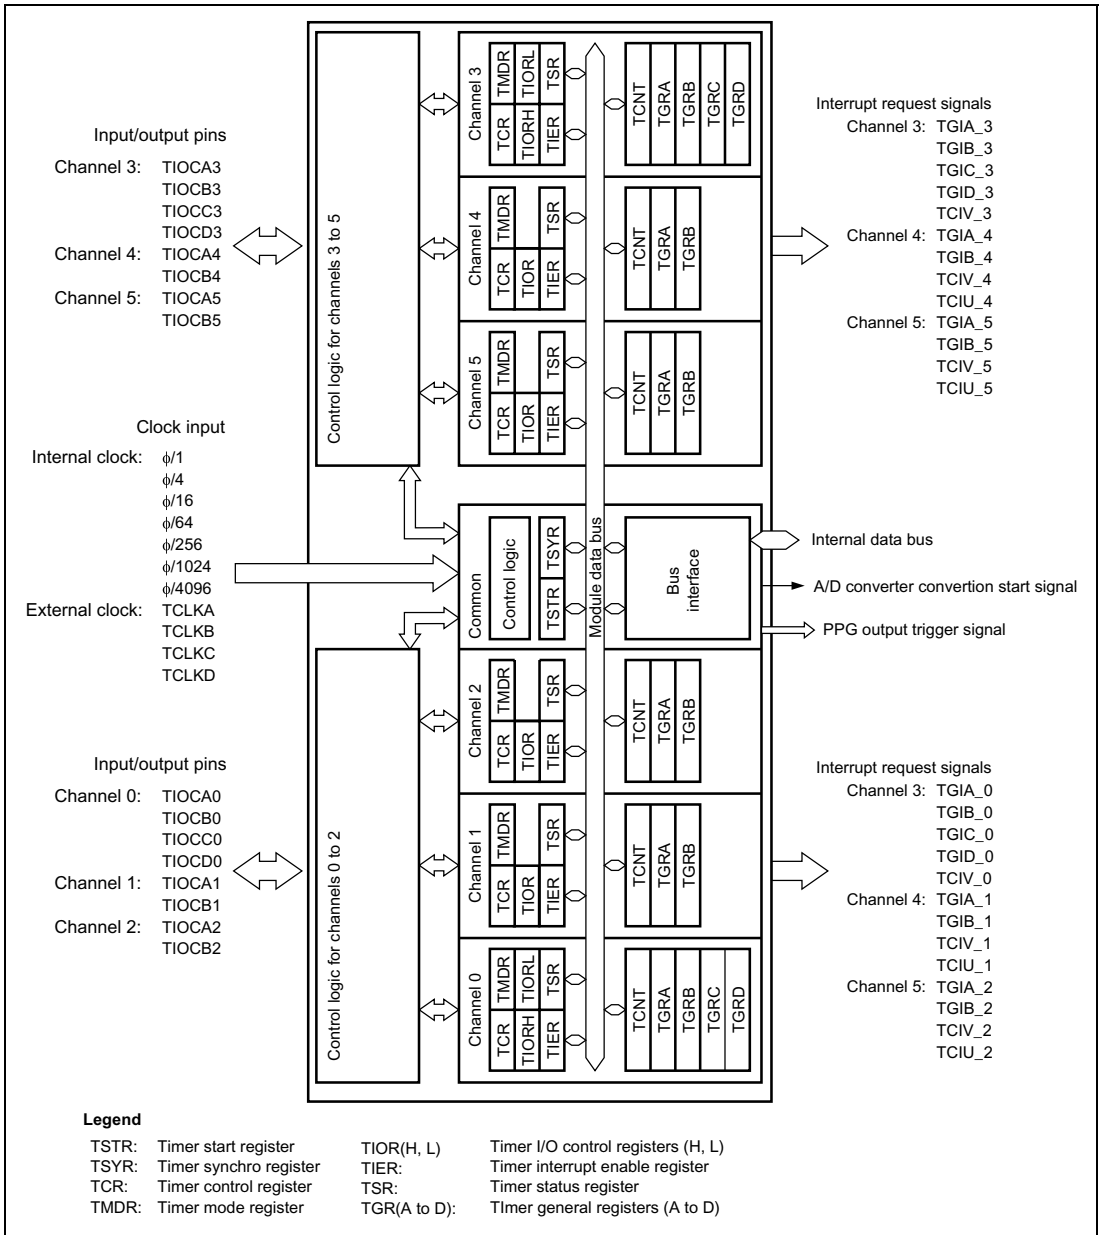 Input/output pins
Channel 3: TIOCA3
TIOCB3
TIOCC3
TIOCD3
Channel 4: TIOCA4
TIOCB4
Channel 5: TIOCA5
TIOCB5
Clock input
Internal clock: ϕ/1
ϕ/4
ϕ/16
ϕ/64
ϕ/256
ϕ/1024
ϕ/4096
External clock: TCLKA
TCLKB
TCLKC
TCLKD
Input/output pins
Channel 0: TIOCA0
TIOCB0
TIOCC0
TIOCD0
Channel 1: TIOCA1
TIOCB1
Channel 2: TIOCA2
TIOCB2
Control logic for channels 3 to 5
Control logic for channels 0 to 2
Channel 3
TMDR
TIORL
TSR
TCR
TIORH
TIER
TCNT
TGRA
TGRB
TGRC
TGRD
Channel 4
TMDR
TSR
TCR
TIOR
TIER
TCNT
TGRA
TGRB
Channel 5
TMDR
TSR
TCR
TIOR
TIER
TCNT
TGRA
TGRB
Common
Control logic
TSYR
TSTR
Module data bus
Bus
interface
Channel 2
TMDR
TSR
TCR
TIOR
TIER
TCNT
TGRA
TGRB
Channel 1
TMDR
TSR
TCR
TIOR
TIER
TCNT
TGRA
TGRB
Channel 0
TMDR
TIORL
TSR
TCR
TIORH
TIER
TCNT
TGRA
TGRB
TGRC
TGRD
Interrupt request signals
Channel 3: TGIA_3
TGIB_3
TGIC_3
TGID_3
TCIV_3
Channel 4: TGIA_4
TGIB_4
TCIV_4
TCIU_4
Channel 5: TGIA_5
TGIB_5
TCIV_5
TCIU_5
Internal data bus
A/D converter convertion start signal
PPG output trigger signal
Interrupt request signals
Channel 3: TGIA_0
TGIB_0
TGIC_0
TGID_0
TCIV_0
Channel 4: TGIA_1
TGIB_1
TCIV_1
TCIU_1
Channel 5: TGIA_2
TGIB_2
TCIV_2
TCIU_2
Legend
TSTR: Timer start register
TSYR: Timer synchro register
TCR: Timer control register
TMDR: Timer mode register
TIOR(H, L) Timer I/O control registers (H, L)
TIER: Timer interrupt enable register
TSR: Timer status register
TGR(A to D): TImer general registers (A to D)